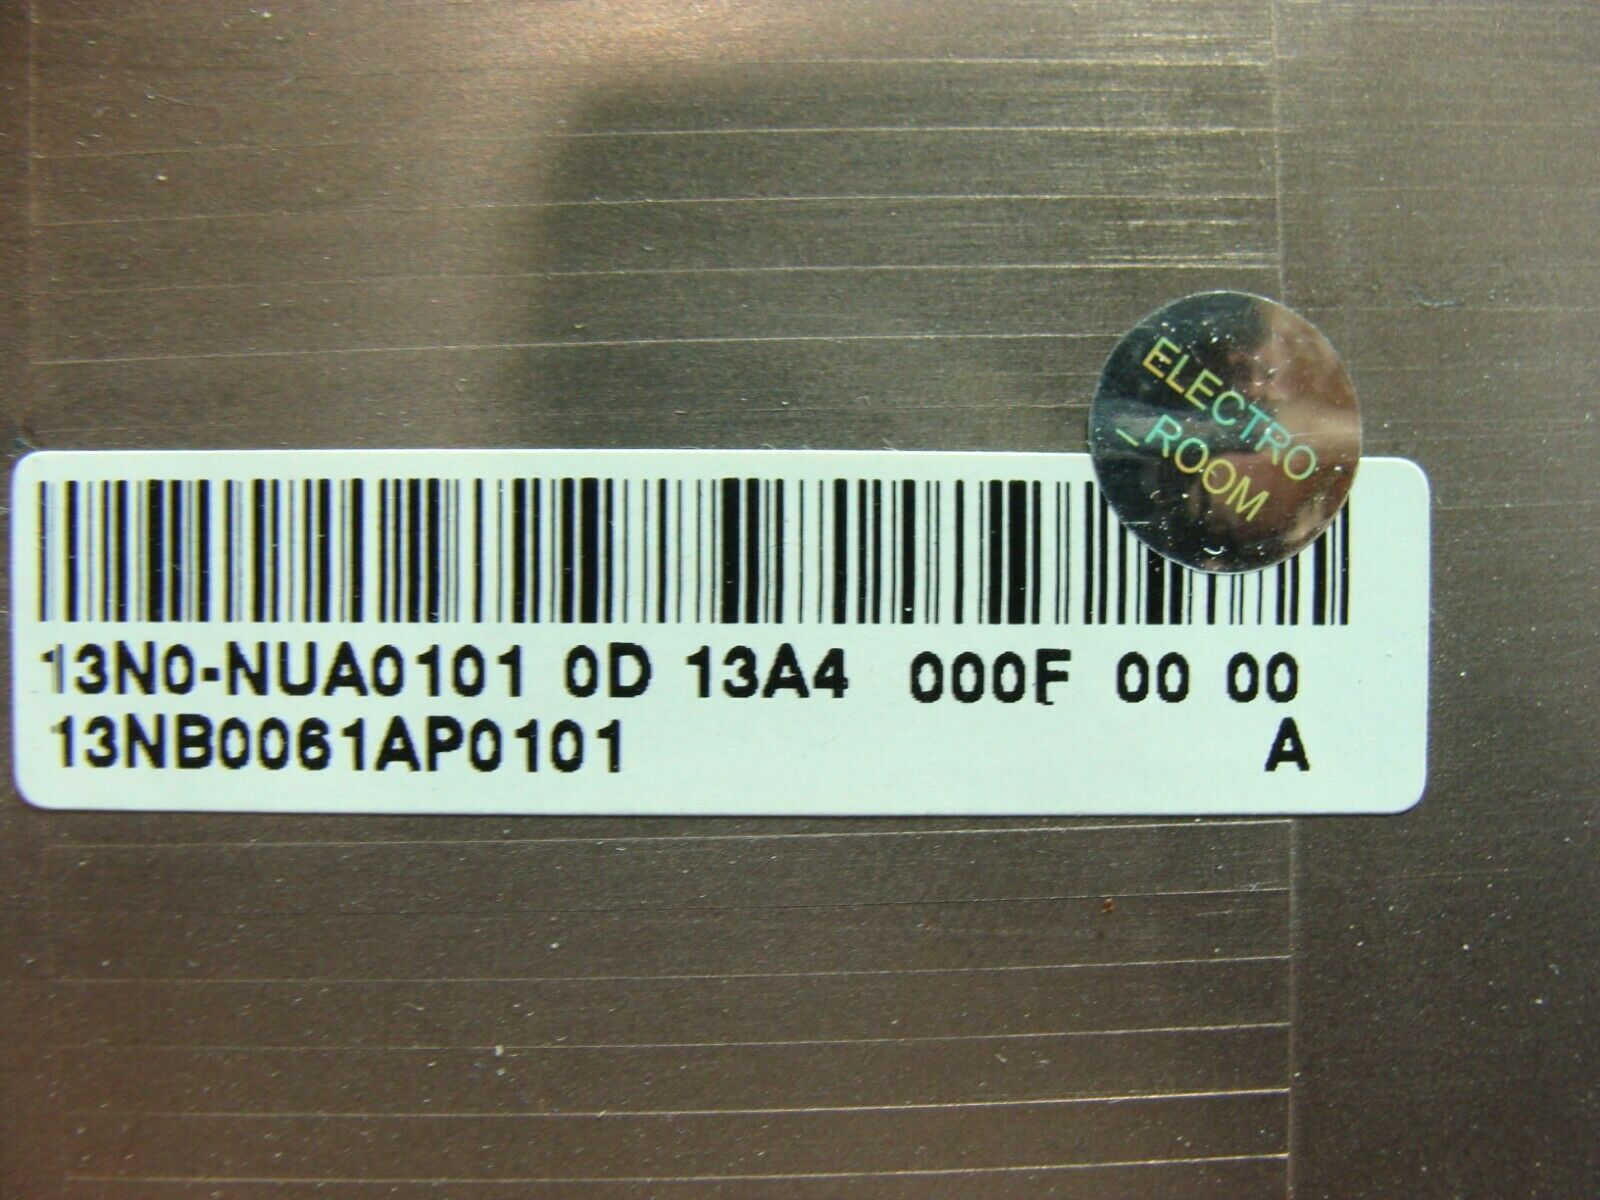 ELECTRO
_ROOM
13N0-NUA0101 0D 13A4 000F 00 00
13NB0061AP0101 A